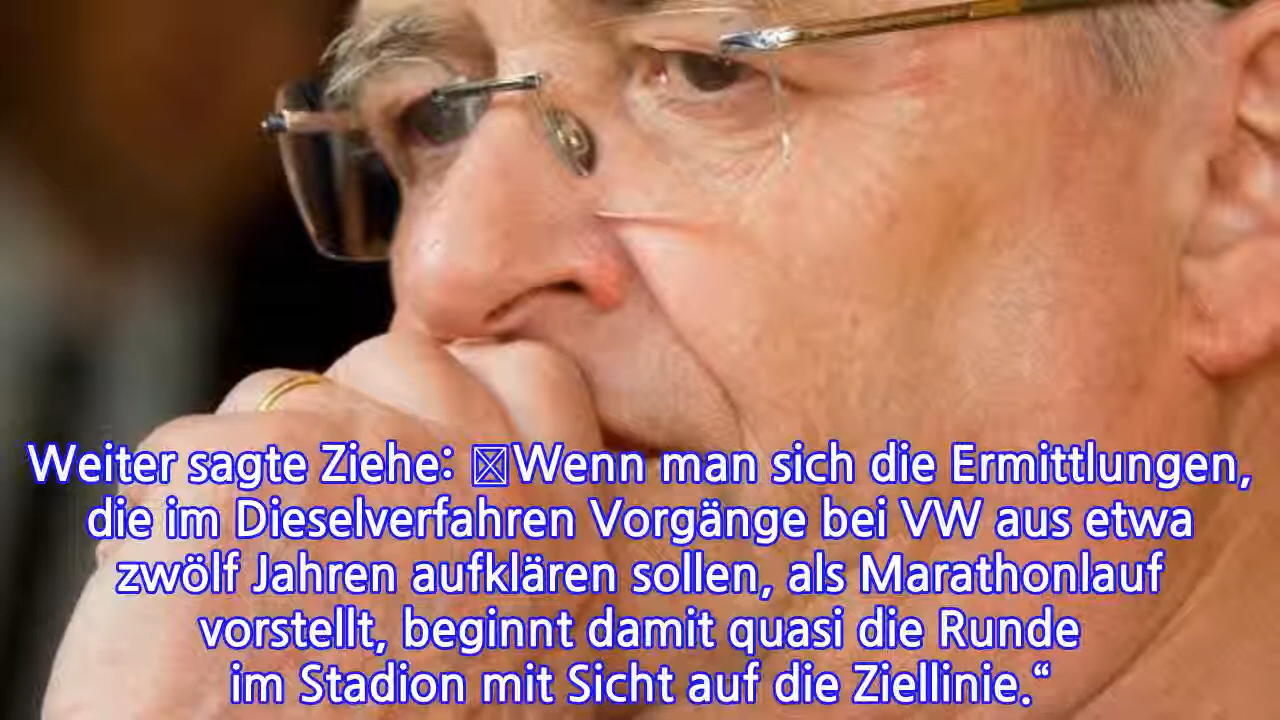 Weiter sagte Ziehe: Wenn man sich die Ermittlungen,
die im Dieselverfahren Vorgänge bei VW aus etwa
zwölf Jahren aufklären sollen, als Marathonlauf
vorstellt, beginnt damit quasi die Runde
im Stadion mit Sicht auf die Ziellinie.“